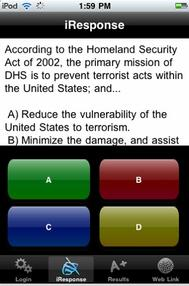 iPod 1:59 PM
iResponse
According to the Homeland Security
Act of 2002, the primary mission of
DHS is to prevent terrorist acts within
the United States; and...
A) Reduce the vulnerability of the
United States to terrorism.
B) Minimize the damage, and assist
A B
C D
Login iResponse Results Web Link